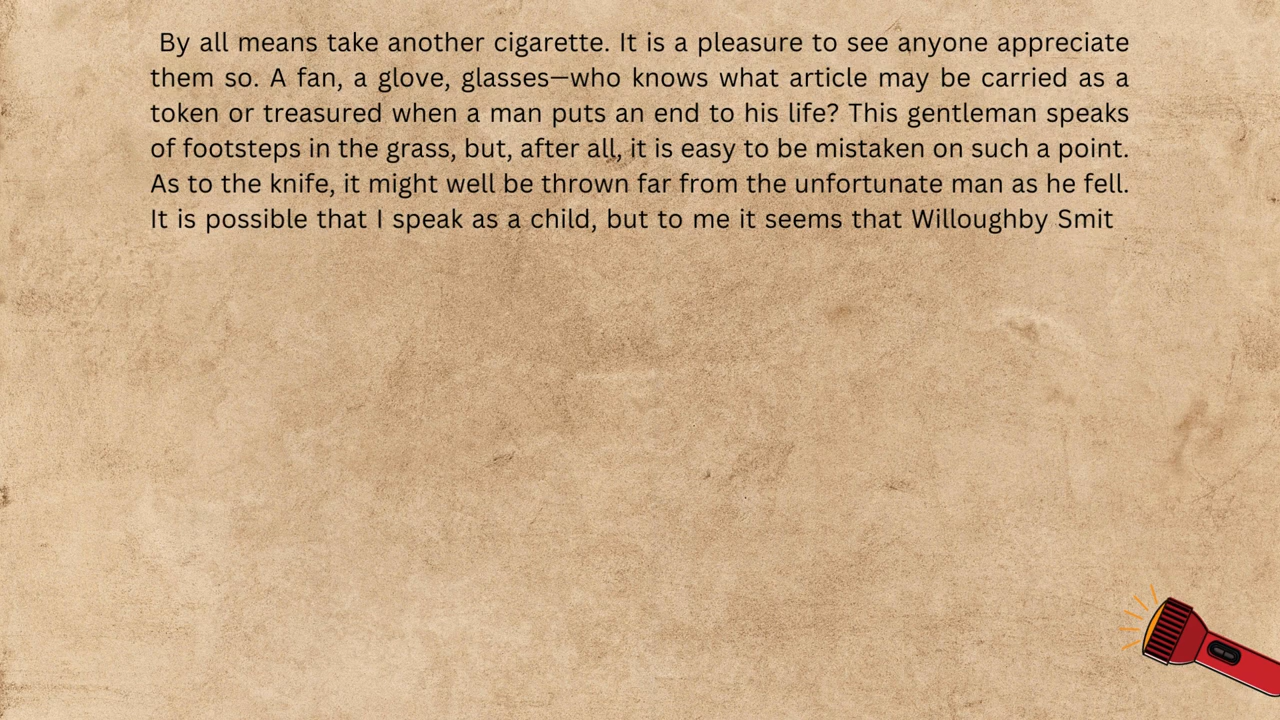 By all means take another cigarette. It is a pleasure to see anyone appreciate
them so. A fan, a glove, glasses—who knows what article may be carried as a
token or treasured when a man puts an end to his life? This gentleman speaks
of footsteps in the grass, but, after all, it is easy to be mistaken on such a point.
As to the knife, it might well be thrown far from the unfortunate man as he fell.
It is possible that I speak as a child, but to me it seems that Willoughby Smit